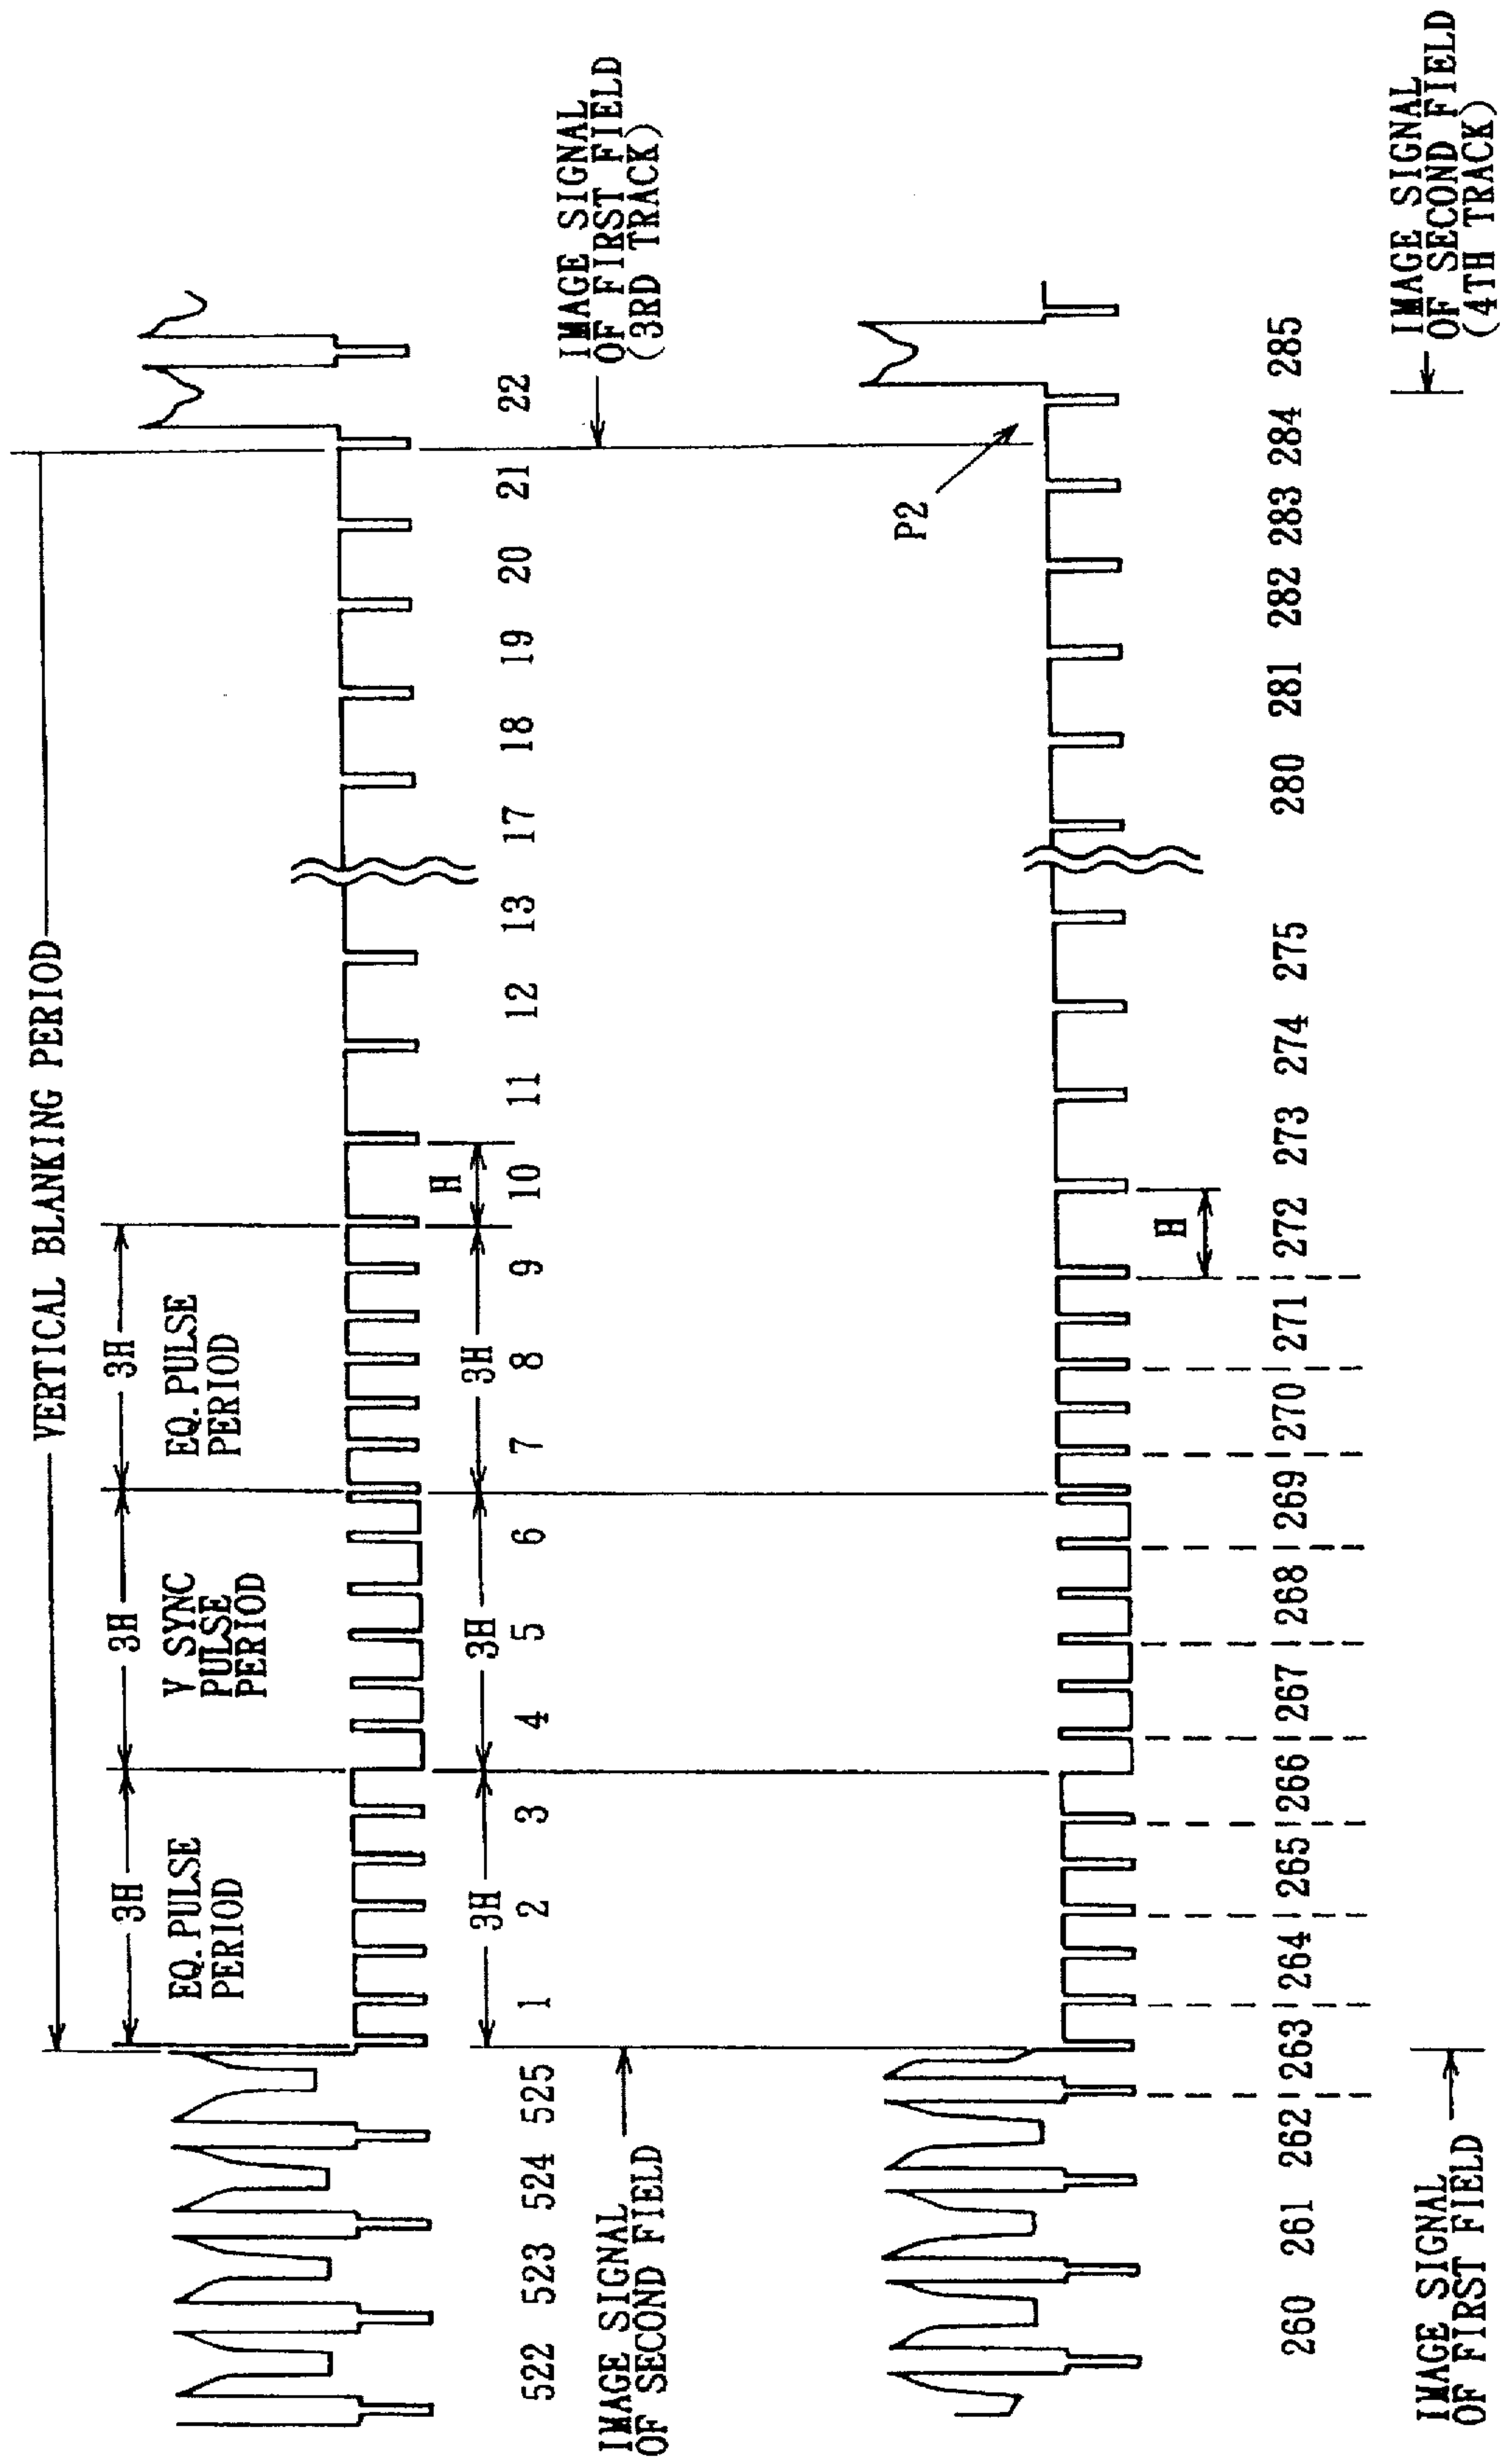 VERTICAL BLANKING PERIOD
3H 3H 3H
EQ.PULSE
PERIOD
V SYNC
PULSE
PERIOD
EQ.PULSE
PERIOD
3H 3H 3H H
522 523 524 525 1 2 3 4 5 6 7 8 9 10 11 12 13 17 18 19 20 21 22
IMAGE SIGNAL
OF SECOND FIELD
IMAGE SIGNAL
OF FIRST FIELD
(3RD TRACK)
P2
H
260 261 262 263 264 265 266 267 268 269 270 271 272 273 274 275 280 281 282 283 284 285
IMAGE SIGNAL
OF FIRST FIELD
IMAGE SIGNAL
OF SECOND FIELD
(4TH TRACK)